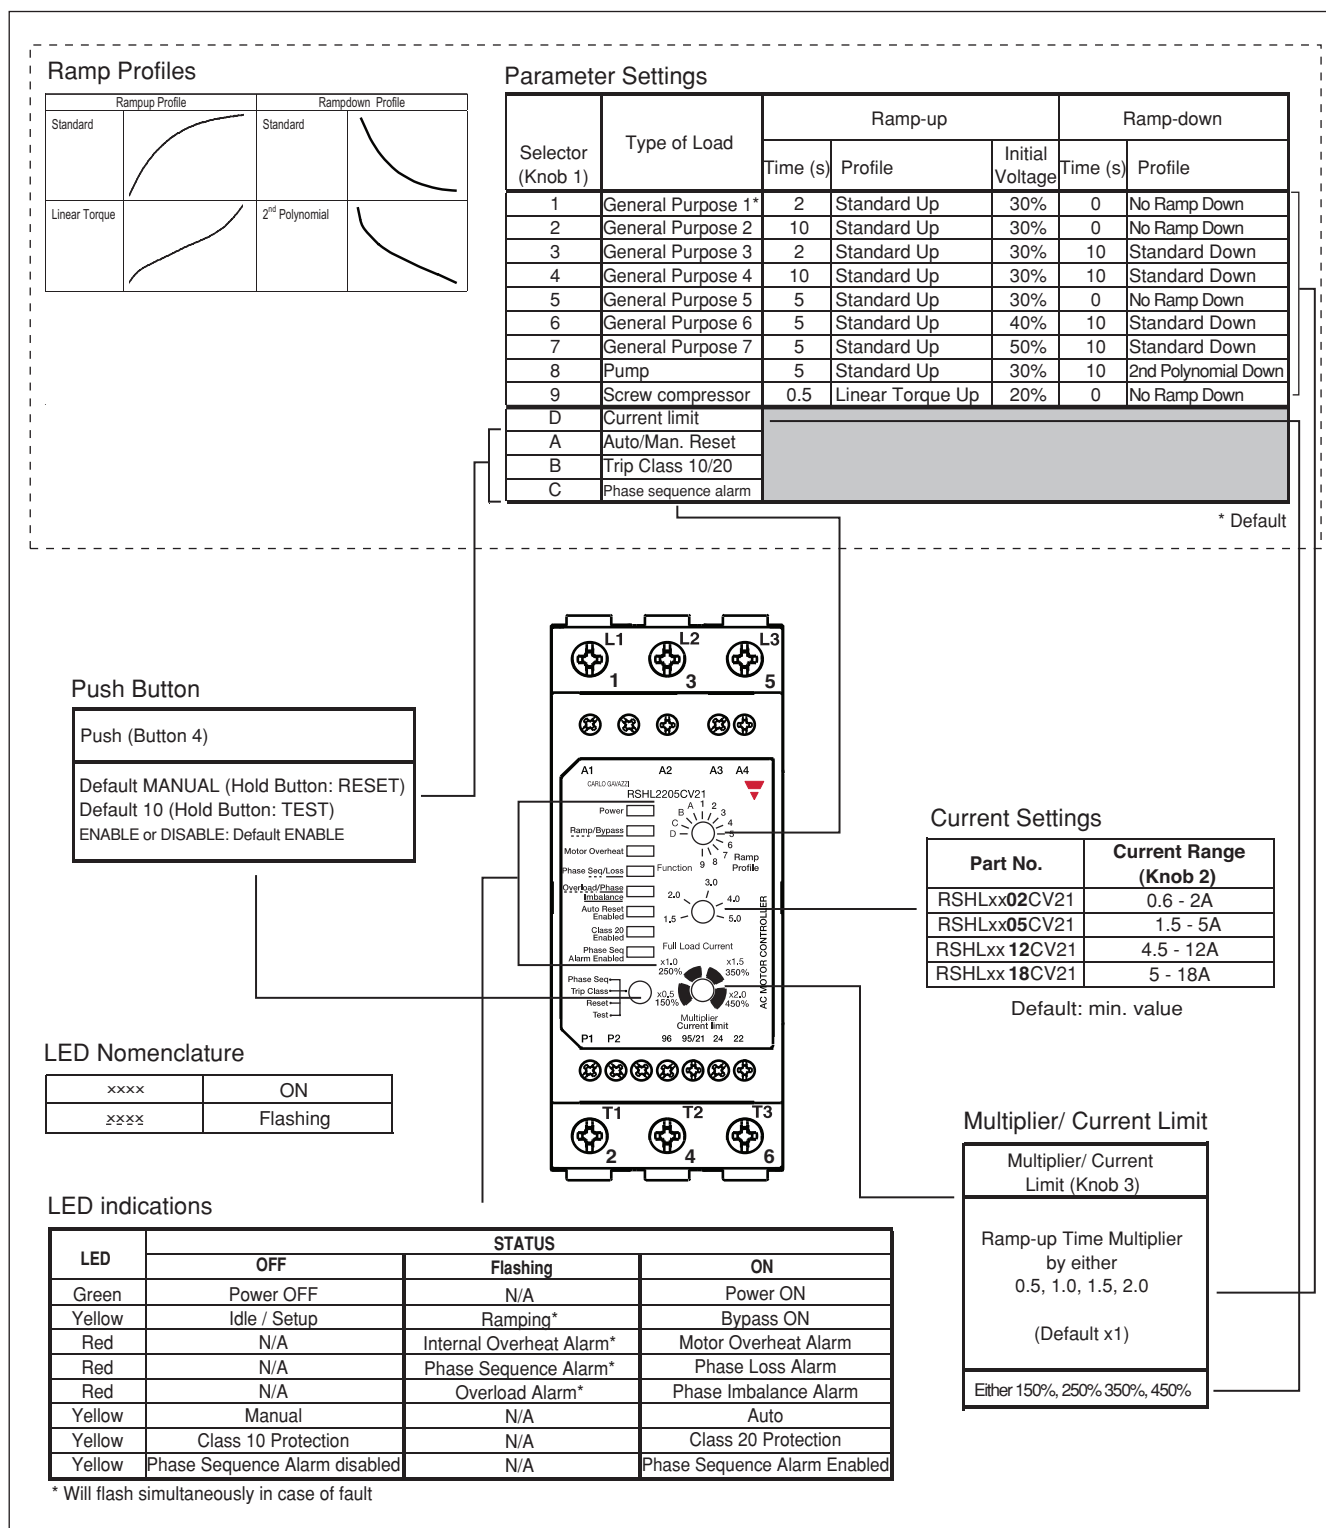 Ramp Profiles
Rampup Profile Rampdown Profile
Standard Standard
Linear Torque 2nd Polynomial
Parameter Settings
Selector (Knob 1) Type of Load Ramp-up Ramp-down
Time (s) Profile Initial Voltage Time (s) Profile
1 General Purpose 1* 2 Standard Up 30% 0 No Ramp Down
2 General Purpose 2 10 Standard Up 30% 0 No Ramp Down
3 General Purpose 3 2 Standard Up 30% 10 Standard Down
4 General Purpose 4 10 Standard Up 30% 10 Standard Down
5 General Purpose 5 5 Standard Up 30% 0 No Ramp Down
6 General Purpose 6 5 Standard Up 40% 10 Standard Down
7 General Purpose 7 5 Standard Up 50% 10 Standard Down
8 Pump 5 Standard Up 30% 10 2nd Polynomial Down
9 Screw compressor 0.5 Linear Torque Up 20% 0 No Ramp Down
D Current limit
A Auto/Man. Reset
B Trip Class 10/20
C Phase sequence alarm
* Default
Push Button
Push (Button 4)
Default MANUAL (Hold Button: RESET)
Default 10 (Hold Button: TEST)
ENABLE or DISABLE: Default ENABLE
L1 L2 L3
1 3 5
A1 A2 A3 A4
CARLO GAVAZZI
RSHL2205CV21
Power
Ramp/Bypass
Motor Overheat
Phase Seq/Loss
Overload/Phase
Imbalance
Auto Reset
Enabled
Class 20
Enabled
Phase Seq
Alarm Enabled
D C B A 1 2 3 4 5 6 7 8 9
Function
Ramp
Profile
1.5 2.0 3.0 4.0 5.0
Full Load Current
x1.0
250%
x1.5
350%
x0.5
150%
x2.0
450%
Multiplier
Current limit
AC MOTOR CONTROLLER
Phase Seq
Trip Class
Reset
Test
P1 P2 96 95/21 24 22
T1 T2 T3
2 4 6
Current Settings
Part No. Current Range (Knob 2)
RSHLxx02CV21 0.6 - 2A
RSHLxx05CV21 1.5 - 5A
RSHLxx 12CV21 4.5 - 12A
RSHLxx 18CV21 5 - 18A
Default: min. value
LED Nomenclature
xxxx ON
xxxx Flashing
Multiplier/ Current Limit
Multiplier/ Current
Limit (Knob 3)
Ramp-up Time Multiplier
by either
0.5, 1.0, 1.5, 2.0
(Default x1)
Either 150%, 250% 350%, 450%
LED indications
LED STATUS
OFF Flashing ON
Green Power OFF N/A Power ON
Yellow Idle / Setup Ramping* Bypass ON
Red N/A Internal Overheat Alarm* Motor Overheat Alarm
Red N/A Phase Sequence Alarm* Phase Loss Alarm
Red N/A Overload Alarm* Phase Imbalance Alarm
Yellow Manual N/A Auto
Yellow Class 10 Protection N/A Class 20 Protection
Yellow Phase Sequence Alarm disabled N/A Phase Sequence Alarm Enabled
* Will flash simultaneously in case of fault